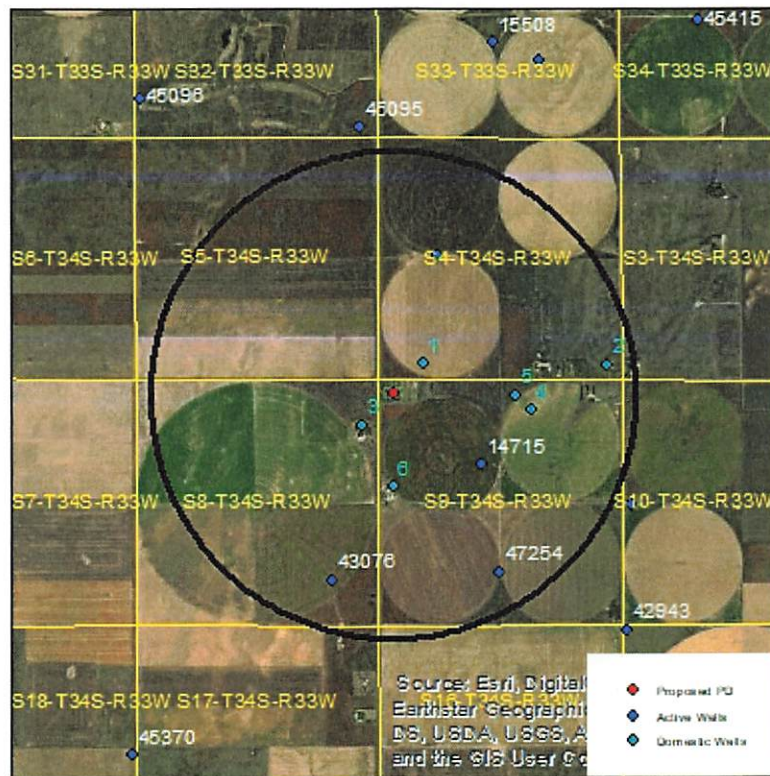 15508
45415
S31-T33S-R33W
S32-T33S-R33W
S33-T33S-R33W
S34-T33S-R33W
45096
45095
S6-T34S-R33W
S5-T34S-R33W
S4-T34S-R33W
S3-T34S-R33W
1
2
5
4
3
14715
6
S7-T34S-R33W
S8-T34S-R33W
S9-T34S-R33W
S10-T34S-R33W
43076
47254
42943
S18-T34S-R33W
S17-T34S-R33W
Source: Esri, Digital
Earthstar Geographic
DS, USDA, USGS, A
and the GIS User Co
45370
Proposed PD
Active Wells
Domestic Wells